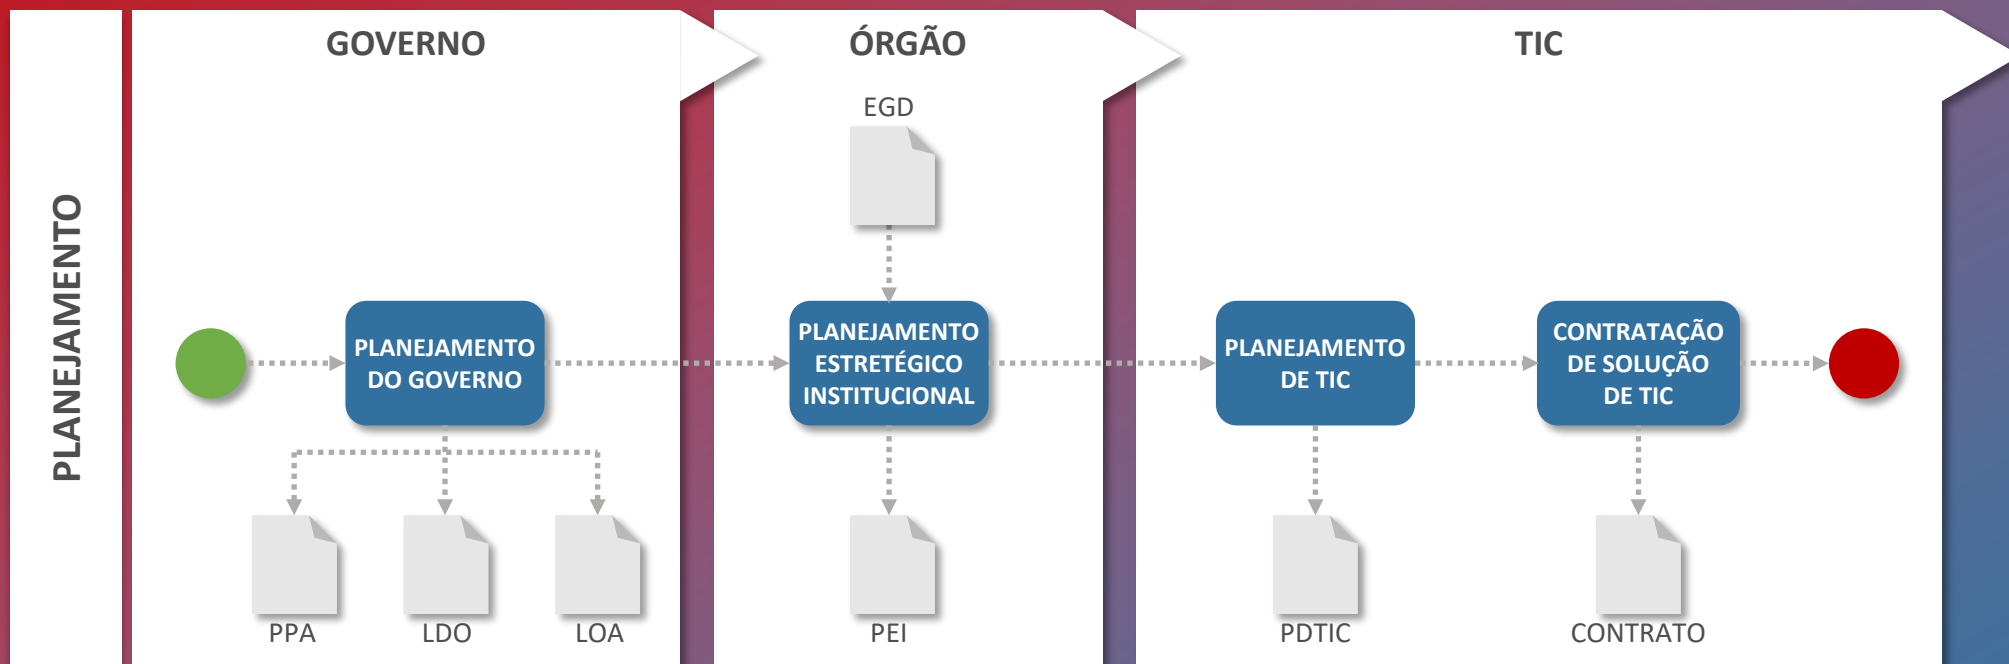 PLANEJAMENTO
GOVERNO
ÓRGÃO
TIC
EGD
PLANEJAMENTO
DO GOVERNO
PLANEJAMENTO
ESTRETÉGICO
INSTITUCIONAL
PLANEJAMENTO
DE TIC
CONTRATAÇÃO
DE SOLUÇÃO
DE TIC
PPA
LDO
LOA
PEI
PDTIC
CONTRATO